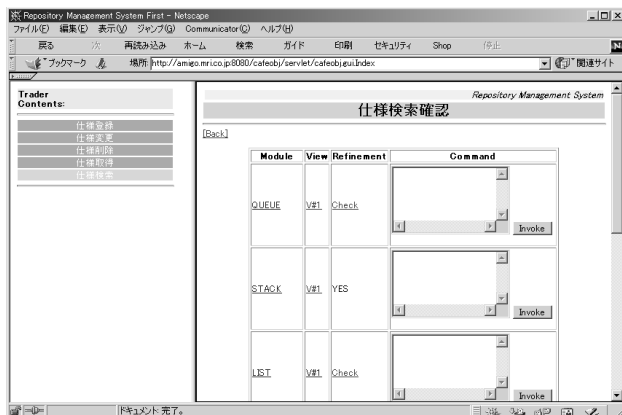 Repository Management System First - Netscape
ファイル(F) 編集(E) 表示(V) ジャンプ(G) Communicator(C) ヘルプ(H)
戻る 次 再読み込み ホーム 検索 ガイド 印刷 セキュリティ Shop 停止
ブックマーク 場所: http://amigo.mri.co.jp:8080/cafeobj/servlet/cafeobj.gui.Index 関連サイト
Trader
Contents:
仕様登録
仕様変更
仕様削除
仕様取得
仕様検索
Repository Management System
仕様検索確認
[Back]
Module View Refinement Command
QUEUE V#1 Check Invoke
STACK V#1 YES Invoke
LIST V#1 Check Invoke
ドキュメント完了。